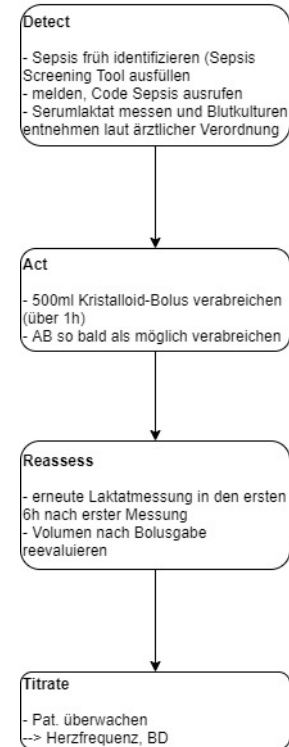 Detect
- Sepsis früh identifizieren (Sepsis
Screening Tool ausfüllen
- melden, Code Sepsis ausrufen
- Serumlaktat messen und Blutkulturen
entnehmen laut ärztlicher Verordnung
Act
- 500ml Kristalloid-Bolus verabreichen
(über 1h)
- AB so bald als möglich verabreichen
Reassess
- erneute Laktatmessung in den ersten
6h nach erster Messung
- Volumen nach Bolusgabe
reevaluieren
Titrate
- Pat. überwachen
--> Herzfrequenz, BD